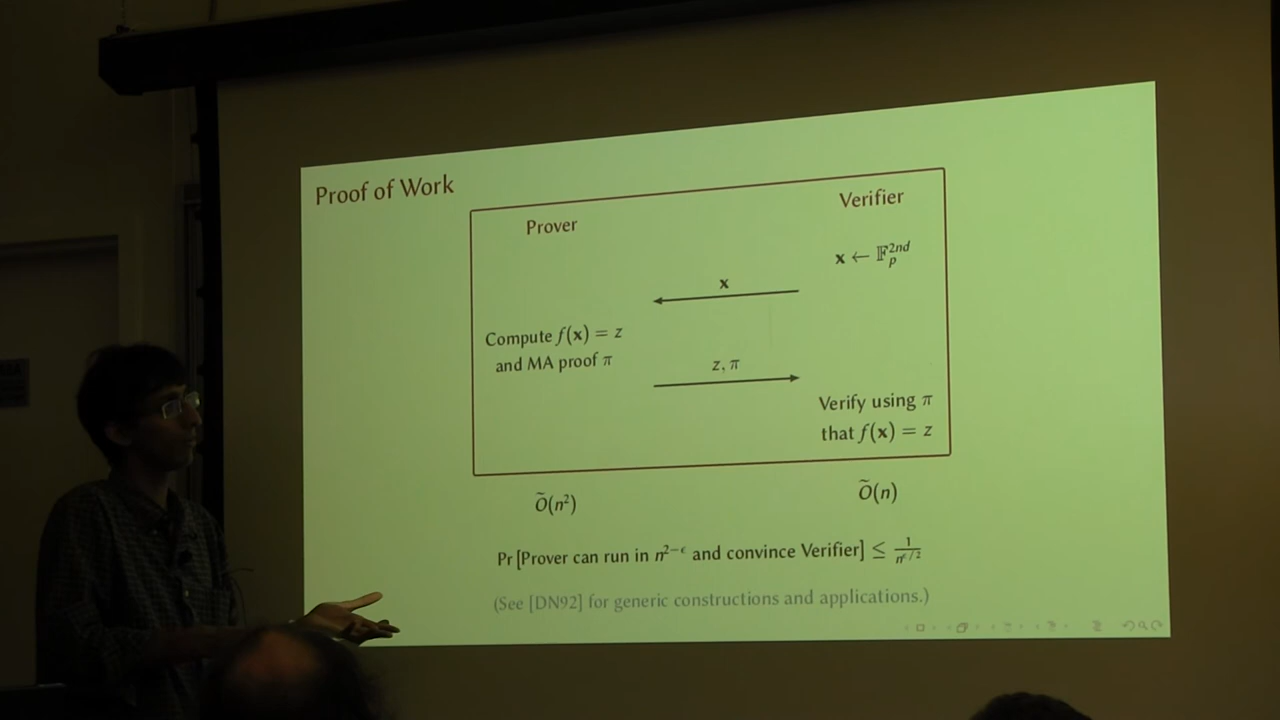 Proof of Work
Prover
Verifier
x ← 𝔽_p^{2nd}
x
Compute f(x) = z
and MA proof π
z, π
Verify using π
that f(x) = z
Õ(n²)
Õ(n)
Pr [Prover can run in n^{2−ϵ} and convince Verifier] ≤ 1/n^{ϵ/2}
(See [DN92] for generic constructions and applications.)